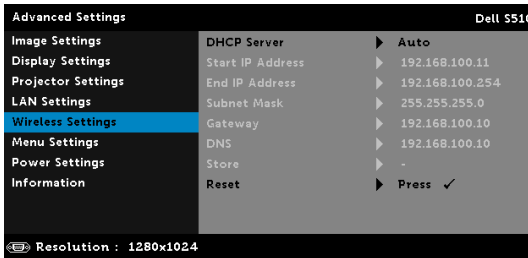 Advanced Settings Dell S510
Image Settings
Display Settings
Projector Settings
LAN Settings
Wireless Settings
Menu Settings
Power Settings
Information
DHCP Server Auto
Start IP Address 192.168.100.11
End IP Address 192.168.100.254
Subnet Mask 255.255.255.0
Gateway 192.168.100.10
DNS 192.168.100.10
Store -
Reset Press ✓
Resolution : 1280x1024